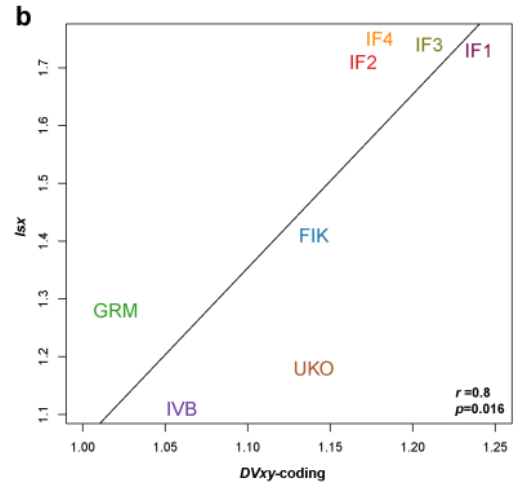 b
IF4
IF3
IF1
IF2
1.7
1.6
1.5
Isx
FIK
1.4
1.3
GRM
1.2
UKO
r =0.8
p=0.016
IVB
1.1
1.00 1.05 1.10 1.15 1.20 1.25
DVxy-coding